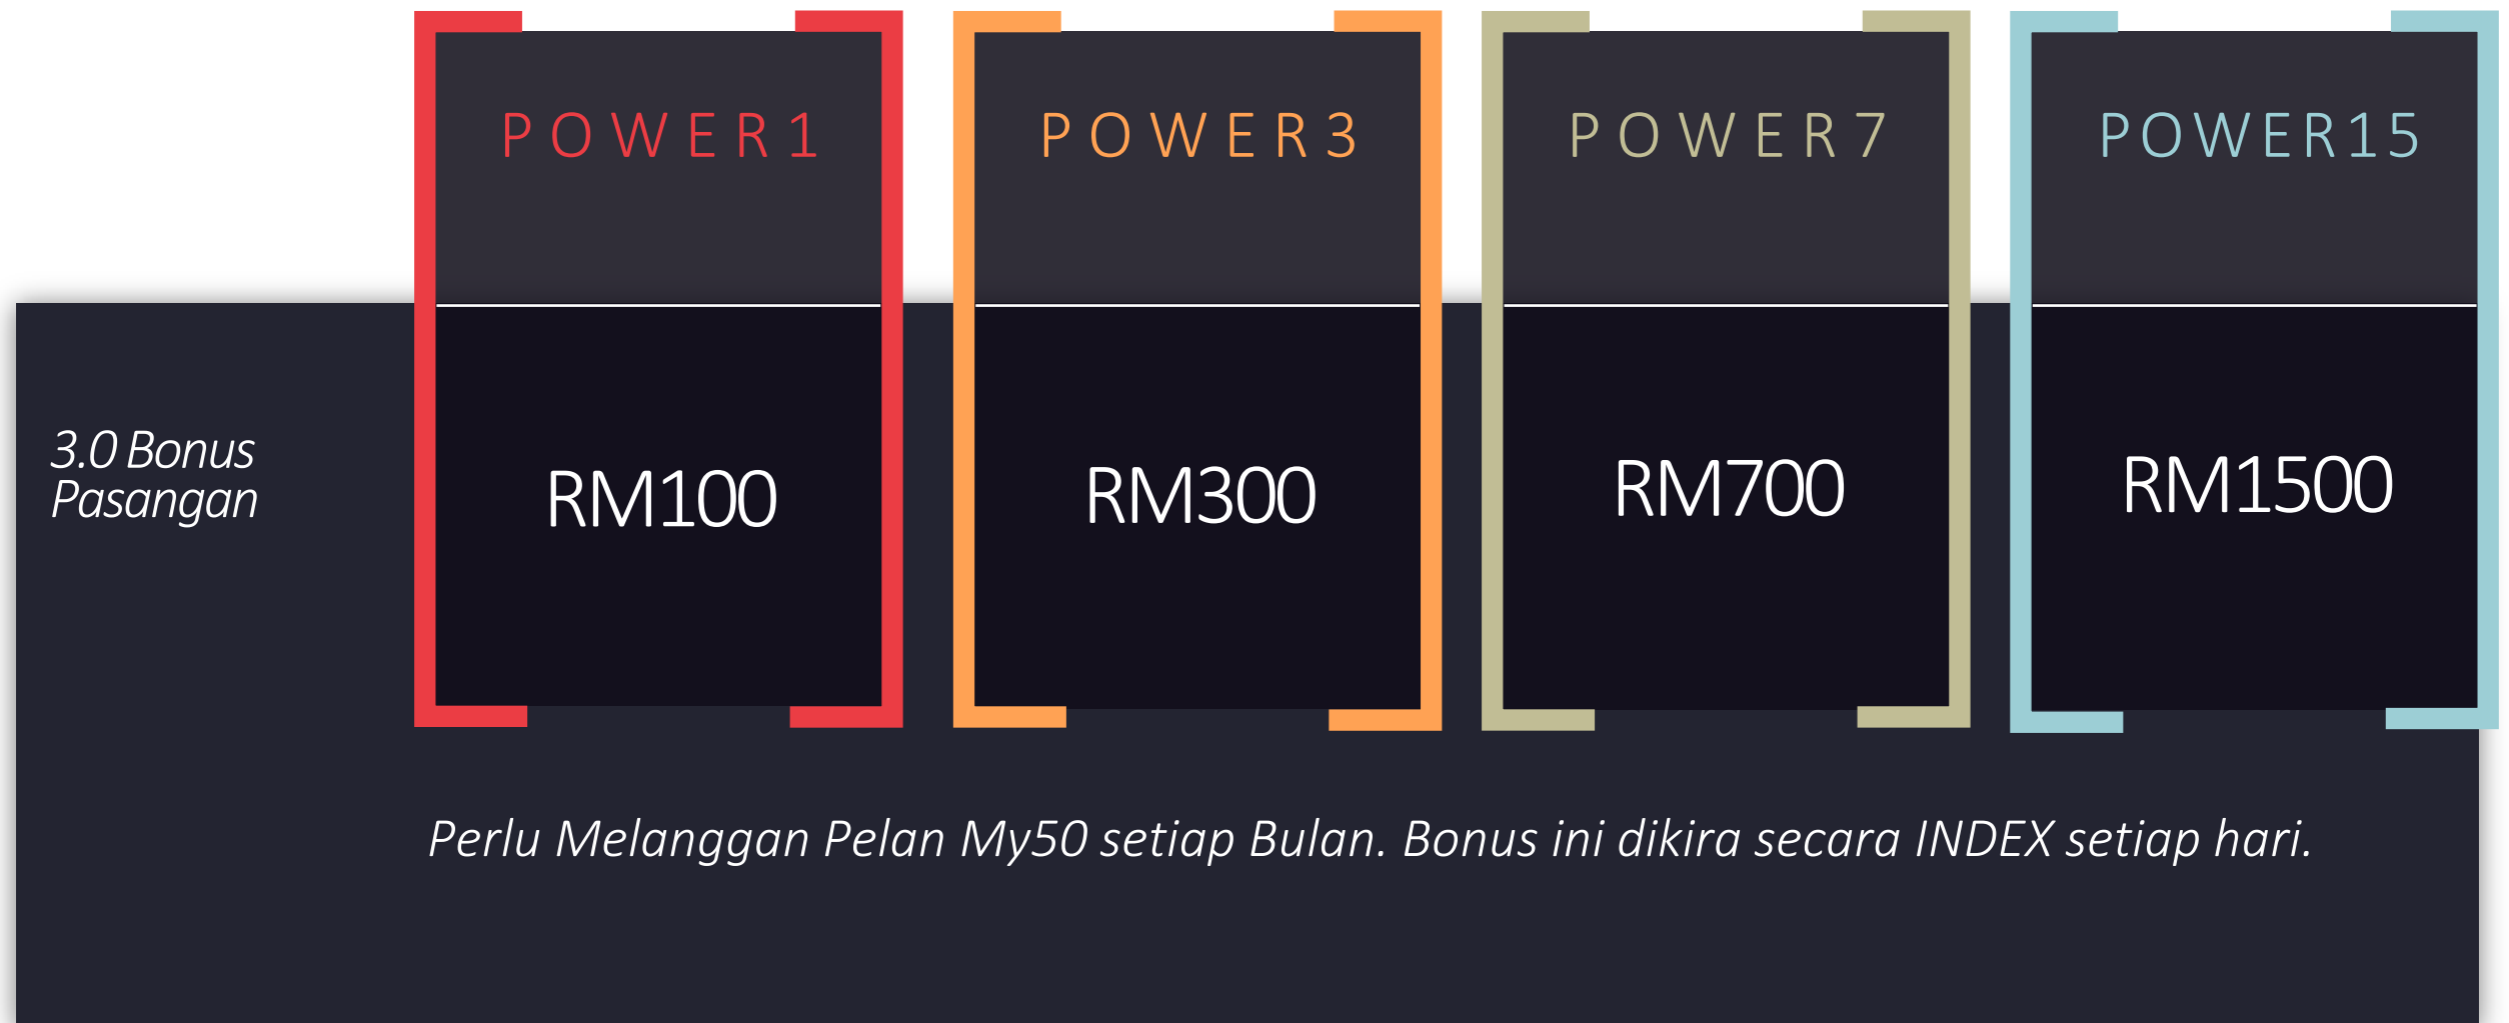 POWER1
POWER3
POWER7
POWER15
3.0 Bonus
Pasangan
RM100
RM300
RM700
RM1500
Perlu Melanggan Pelan My50 setiap Bulan. Bonus ini dikira secara INDEX setiap hari.